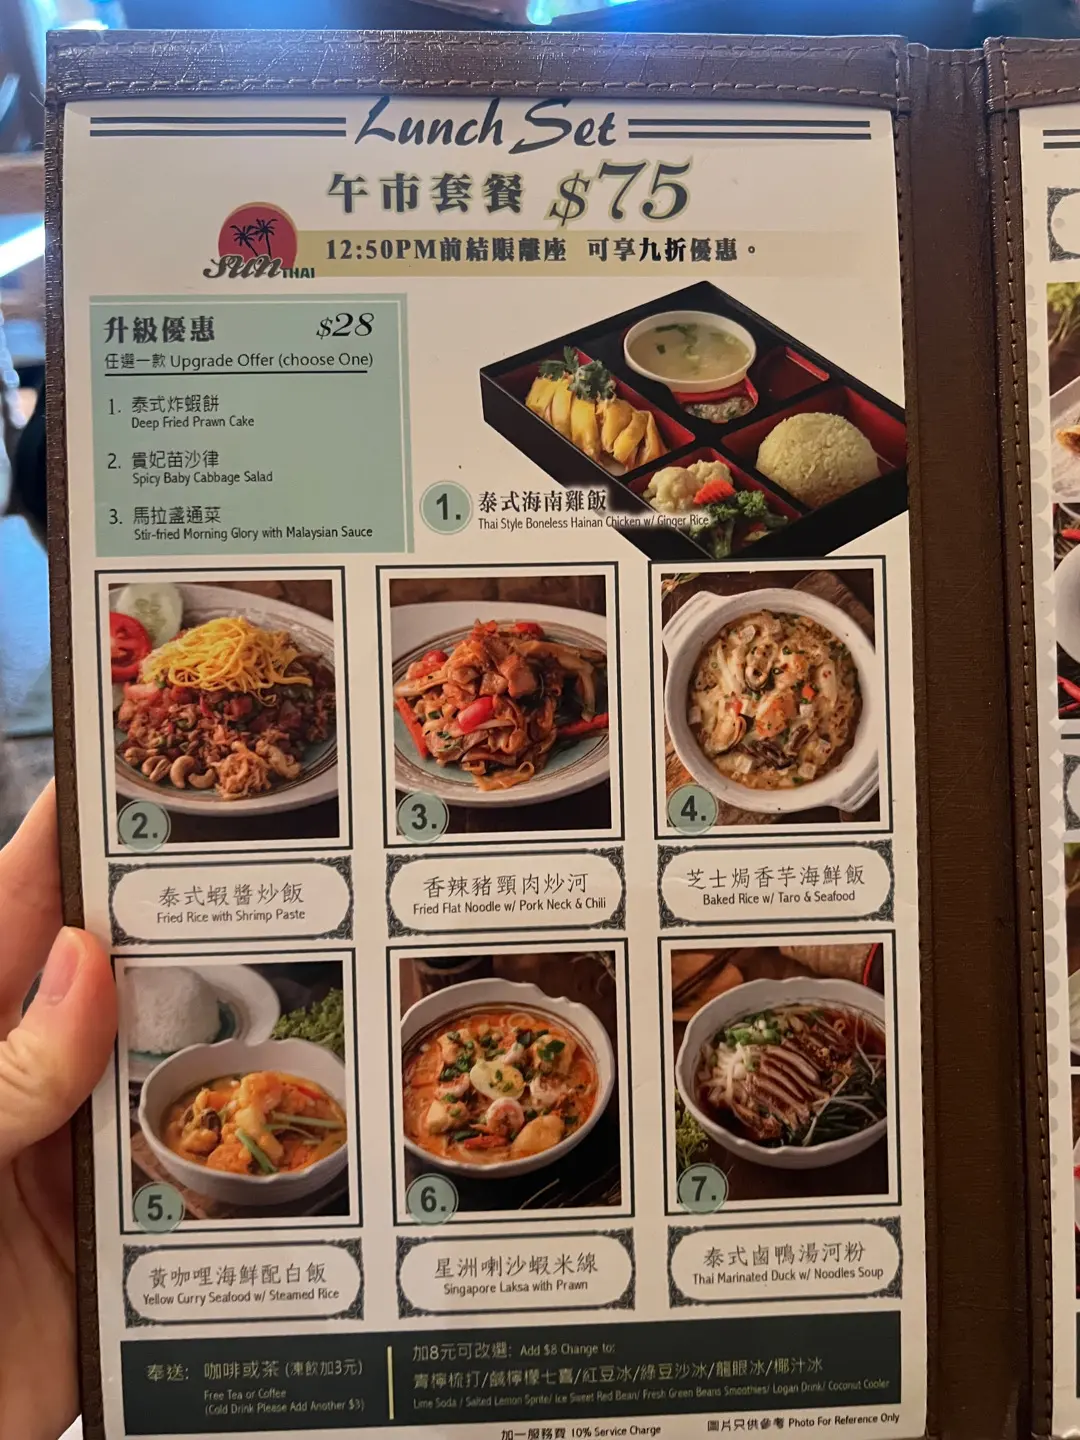 Lunch Set
午市套餐 $75
SUN THAI
12:50PM前結賬離座 可享九折優惠。
升級優惠 $28
任選一款 Upgrade Offer (choose One)
1. 泰式炸蝦餅
Deep Fried Prawn Cake
2. 貴妃苗沙律
Spicy Baby Cabbage Salad
3. 馬拉盞通菜
Stir-fried Morning Glory with Malaysian Sauce
1. 泰式海南雞飯
Thai Style Boneless Hainan Chicken w/ Ginger Rice
2.
泰式蝦醬炒飯
Fried Rice with Shrimp Paste
3.
香辣豬頸肉炒河
Fried Flat Noodle w/ Pork Neck & Chili
4.
芝士焗香芋海鮮飯
Baked Rice w/ Taro & Seafood
5.
黃咖哩海鮮配白飯
Yellow Curry Seafood w/ Steamed Rice
6.
星洲喇沙蝦米線
Singapore Laksa with Prawn
7.
泰式鹵鴨湯河粉
Thai Marinated Duck w/ Noodles Soup
奉送: 咖啡或茶 (凍飲加3元)
Free Tea or Coffee
(Cold Drink Please Add Another $3)
加8元可改選: Add $8 Change to:
青檸梳打/鹹檸檬七喜/紅豆冰/綠豆沙冰/龍眼冰/椰汁冰
Lime Soda / Salted Lemon Sprite/ Ice Sweet Red Bean/ Fresh Green Beans Smoothies/ Logan Drink/ Coconut Cooler
加一服務費 10% Service Charge
圖片只供參考 Photo For Reference Only